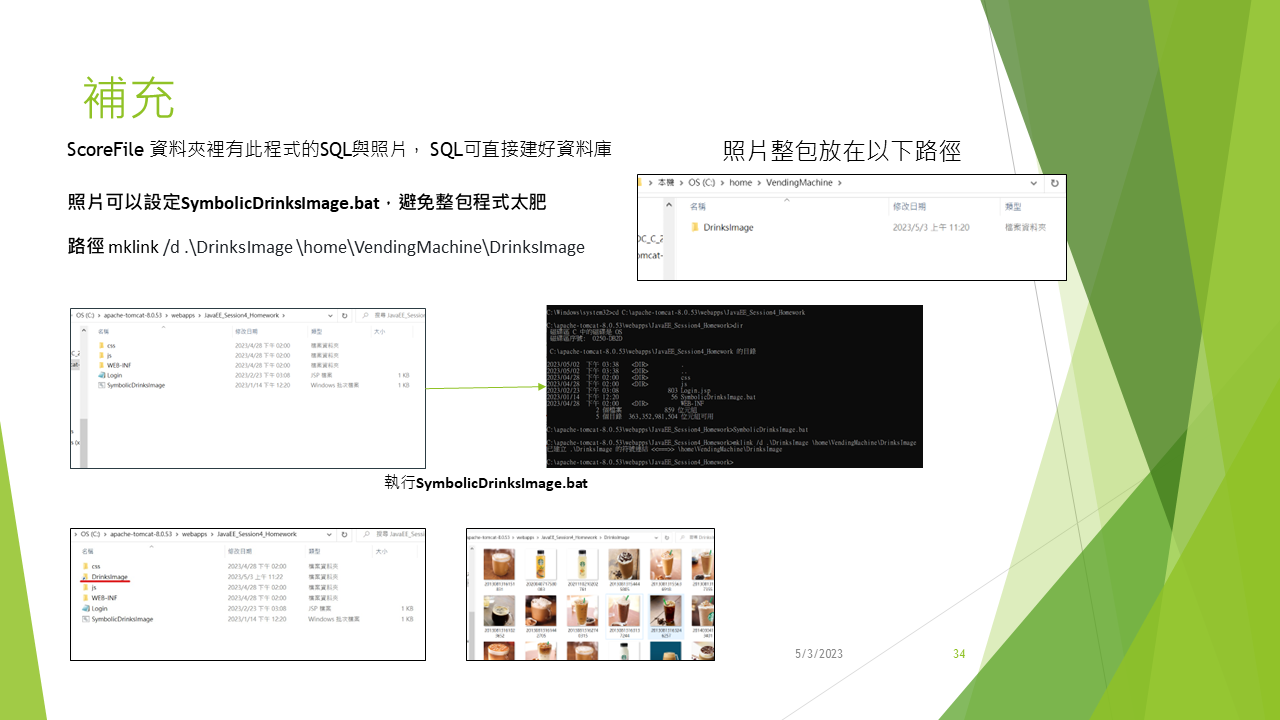 補充
ScoreFile 資料夾裡有此程式的SQL與照片， SQL可直接建好資料庫
照片可以設定SymbolicDrinksImage.bat，避免整包程式太肥
路徑 mklink /d .\DrinksImage \home\VendingMachine\DrinksImage
照片整包放在以下路徑
› 本機 › OS (C:) › home › VendingMachine ›
名稱 修改日期 類型
DrinksImage 2023/5/3 上午 11:20 檔案資料夾
OC_C_2
omcat-
› OS (C:) › apache-tomcat-8.0.53 › webapps › JavaEE_Session4_Homework › 搜尋 JavaEE_Session
名稱 修改日期 類型 大小
css 2023/4/28 下午 02:00 檔案資料夾
js 2023/4/28 下午 02:00 檔案資料夾
WEB-INF 2023/4/28 下午 02:00 檔案資料夾
Login 2023/2/23 下午 03:08 JSP 檔案 1 KB
SymbolicDrinksImage 2023/1/14 下午 12:20 Windows 批次檔案 1 KB
C:\Windows\system32>cd C:\apache-tomcat-8.0.53\webapps\JavaEE_Session4_Homework
C:\apache-tomcat-8.0.53\webapps\JavaEE_Session4_Homework>dir
磁碟區 C 中的磁碟是 OS
磁碟區序號: 0250-DB2D
C:\apache-tomcat-8.0.53\webapps\JavaEE_Session4_Homework 的目錄
2023/05/02 下午 03:38 <DIR> .
2023/05/02 下午 03:38 <DIR> ..
2023/04/28 下午 02:00 <DIR> css
2023/04/28 下午 02:00 <DIR> js
2023/02/23 下午 03:08 803 Login.jsp
2023/01/14 下午 12:20 56 SymbolicDrinksImage.bat
2023/04/28 下午 02:00 <DIR> WEB-INF
2 個檔案 859 位元組
5 個目錄 363,352,981,504 位元組可用
C:\apache-tomcat-8.0.53\webapps\JavaEE_Session4_Homework>SymbolicDrinksImage.bat
C:\apache-tomcat-8.0.53\webapps\JavaEE_Session4_Homework>mklink /d .\DrinksImage \home\VendingMachine\DrinksImage
已建立 .\DrinksImage 的符號連結 <<===>> \home\VendingMachine\DrinksImage
C:\apache-tomcat-8.0.53\webapps\JavaEE_Session4_Homework>
執行SymbolicDrinksImage.bat
› OS (C:) › apache-tomcat-8.0.53 › webapps › JavaEE_Session4_Homework 搜尋 JavaEE_Session
名稱 修改日期 類型 大小
css 2023/4/28 下午 02:00 檔案資料夾
DrinksImage 2023/5/3 上午 11:22 檔案資料夾
js 2023/4/28 下午 02:00 檔案資料夾
WEB-INF 2023/4/28 下午 02:00 檔案資料夾
Login 2023/2/23 下午 03:08 JSP 檔案 1 KB
SymbolicDrinksImage 2023/1/14 下午 12:20 Windows 批次檔案 1 KB
apache-tomcat-8.0.53 › webapps › JavaEE_Session4_Homework › DrinksImage
5/3/2023
34